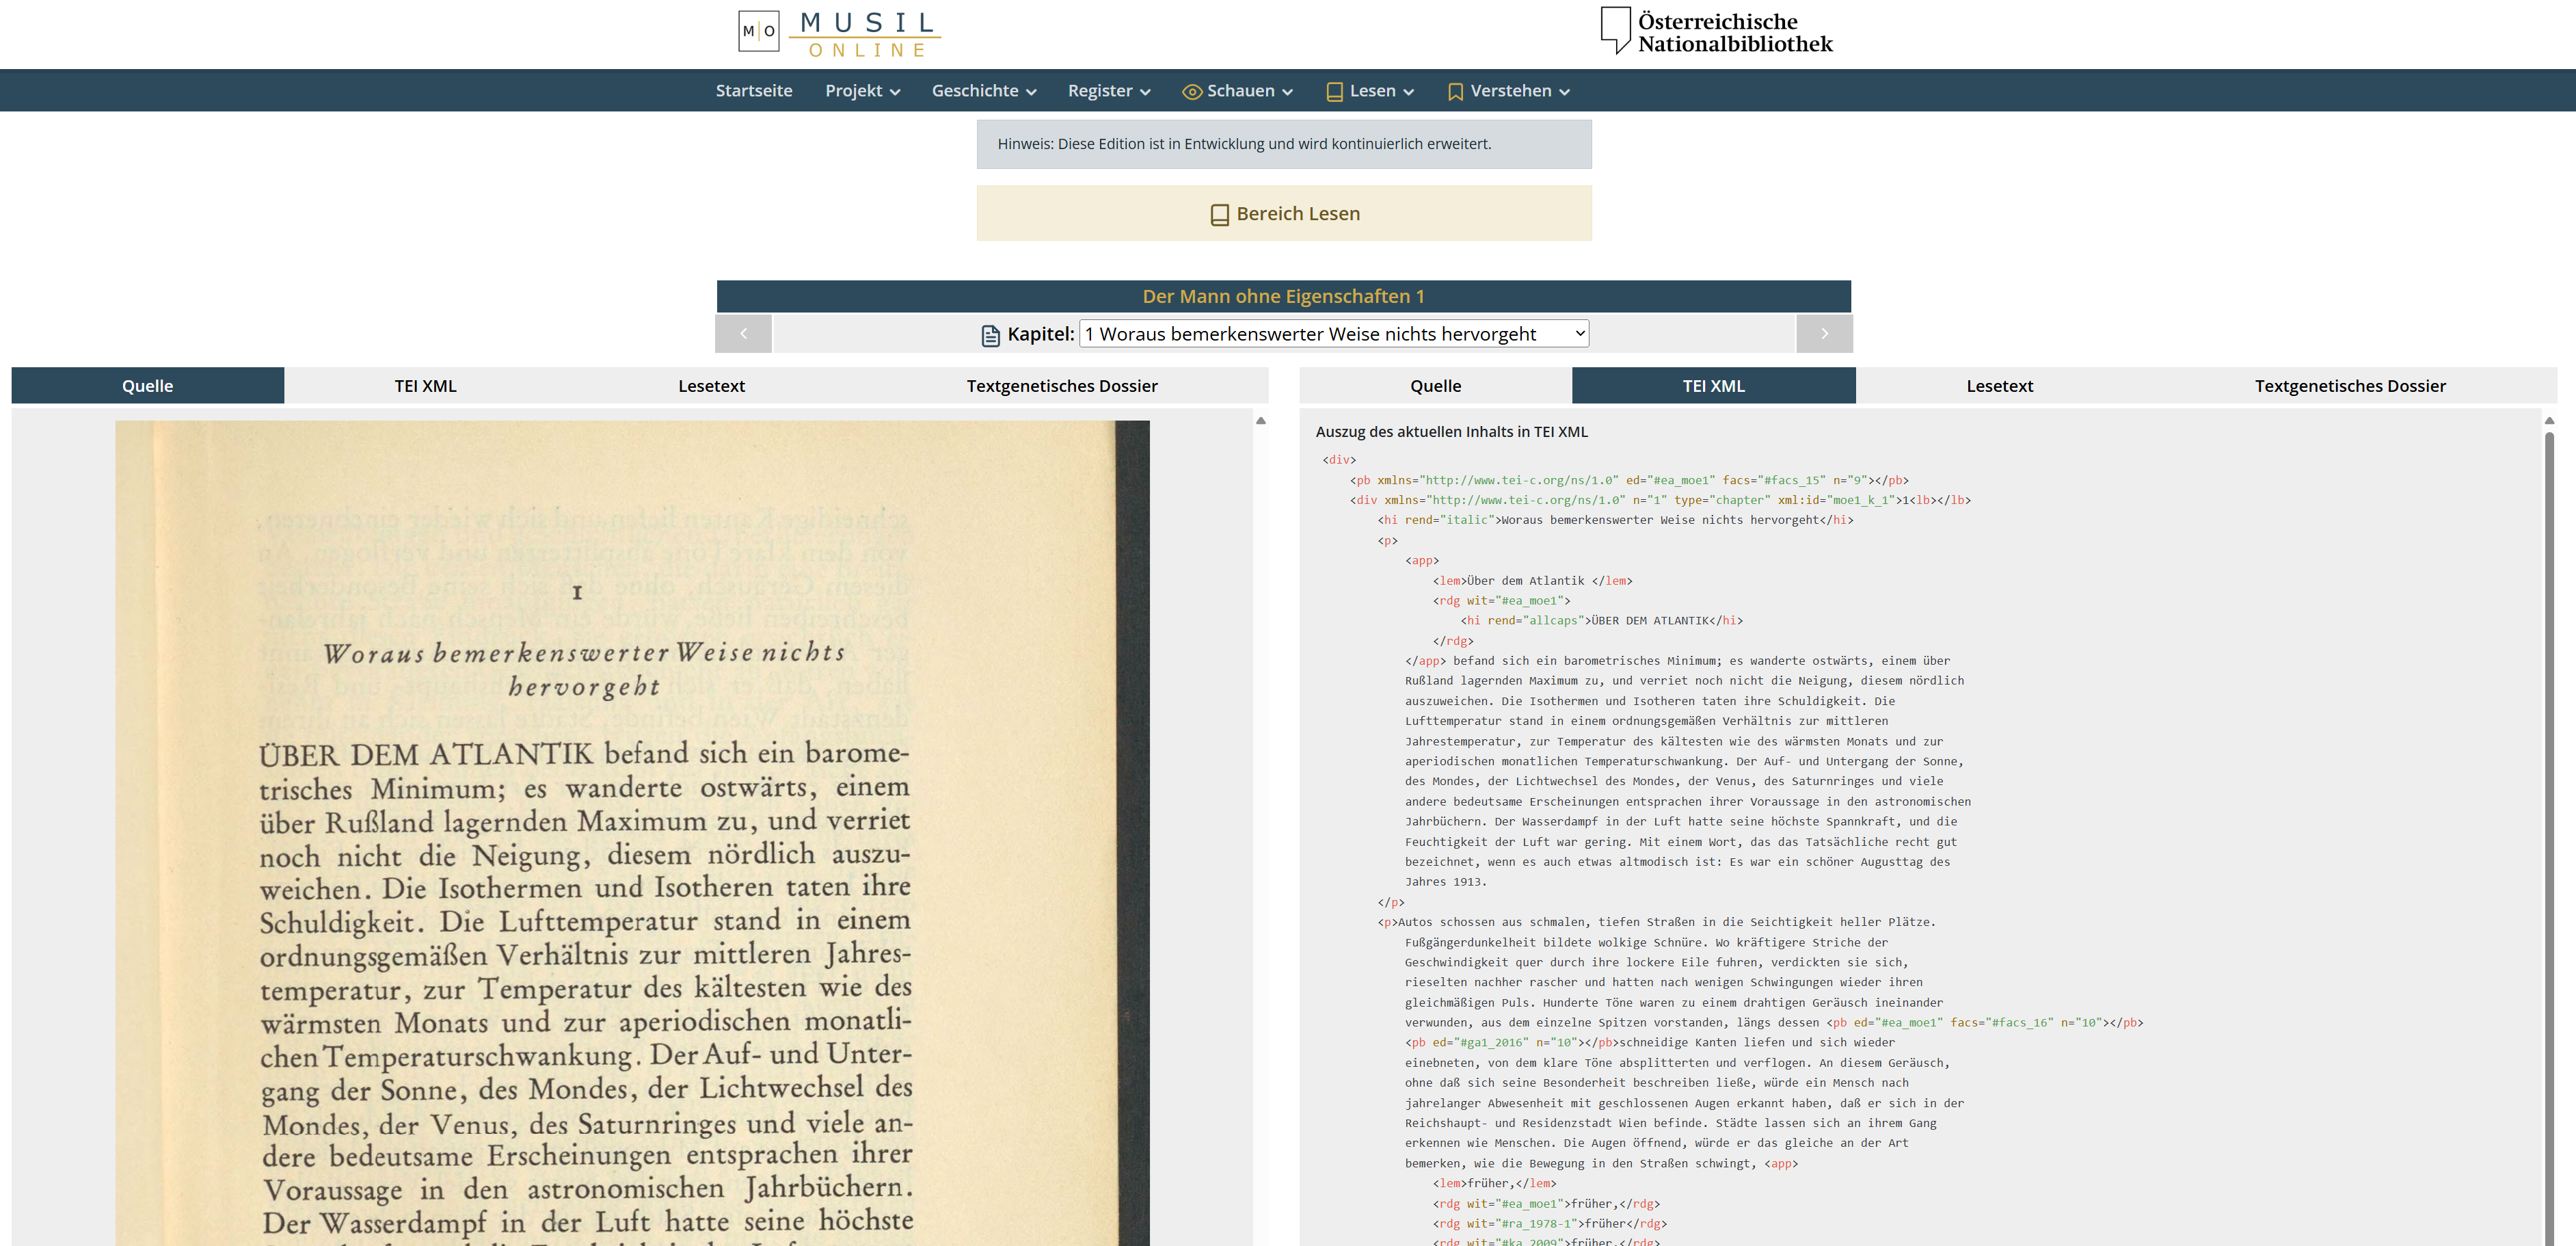 M|O MUSIL ONLINE
Österreichische
Nationalbibliothek
Startseite Projekt Geschichte Register Schauen Lesen Verstehen
Hinweis: Diese Edition ist in Entwicklung und wird kontinuierlich erweitert.
Bereich Lesen
Der Mann ohne Eigenschaften 1
Kapitel: 1 Woraus bemerkenswerter Weise nichts hervorgeht
Quelle TEI XML Lesetext Textgenetisches Dossier
1
Woraus bemerkenswerter Weise nichts
hervorgeht
ÜBER DEM ATLANTIK befand sich ein barome-
trisches Minimum; es wanderte ostwärts, einem
über Rußland lagernden Maximum zu, und verriet
noch nicht die Neigung, diesem nördlich auszu-
weichen. Die Isothermen und Isotheren taten ihre
Schuldigkeit. Die Lufttemperatur stand in einem
ordnungsgemäßen Verhältnis zur mittleren Jahres-
temperatur, zur Temperatur des kältesten wie des
wärmsten Monats und zur aperiodischen monatli-
chen Temperaturschwankung. Der Auf- und Unter-
gang der Sonne, des Mondes, der Lichtwechsel des
Mondes, der Venus, des Saturnringes und viele an-
dere bedeutsame Erscheinungen entsprachen ihrer
Voraussage in den astronomischen Jahrbüchern.
Der Wasserdampf in der Luft hatte seine höchste
Quelle TEI XML Lesetext Textgenetisches Dossier
Auszug des aktuellen Inhalts in TEI XML
<div>
<pb xmlns="http://www.tei-c.org/ns/1.0" ed="#ea_moe1" facs="#facs_15" n="9"></pb>
<div xmlns="http://www.tei-c.org/ns/1.0" n="1" type="chapter" xml:id="moe1_k_1">1<lb></lb>
<hi rend="italic">Woraus bemerkenswerter Weise nichts hervorgeht</hi>
<p>
<app>
<lem>Über dem Atlantik </lem>
<rdg wit="#ea_moe1">
<hi rend="allcaps">ÜBER DEM ATLANTIK</hi>
</rdg>
</app> befand sich ein barometrisches Minimum; es wanderte ostwärts, einem über
Rußland lagernden Maximum zu, und verriet noch nicht die Neigung, diesem nördlich
auszuweichen. Die Isothermen und Isotheren taten ihre Schuldigkeit. Die
Lufttemperatur stand in einem ordnungsgemäßen Verhältnis zur mittleren
Jahrestemperatur, zur Temperatur des kältesten wie des wärmsten Monats und zur
aperiodischen monatlichen Temperaturschwankung. Der Auf- und Untergang der Sonne,
des Mondes, der Lichtwechsel des Mondes, der Venus, des Saturnringes und viele
andere bedeutsame Erscheinungen entsprachen ihrer Voraussage in den astronomischen
Jahrbüchern. Der Wasserdampf in der Luft hatte seine höchste Spannkraft, und die
Feuchtigkeit der Luft war gering. Mit einem Wort, das das Tatsächliche recht gut
bezeichnet, wenn es auch etwas altmodisch ist: Es war ein schöner Augusttag des
Jahres 1913.
</p>
<p>Autos schossen aus schmalen, tiefen Straßen in die Seichtigkeit heller Plätze.
Fußgängerdunkelheit bildete wolkige Schnüre. Wo kräftigere Striche der
Geschwindigkeit quer durch ihre lockere Eile fuhren, verdickten sie sich,
rieselten nachher rascher und hatten nach wenigen Schwingungen wieder ihren
gleichmäßigen Puls. Hunderte Töne waren zu einem drahtigen Geräusch ineinander
verwunden, aus dem einzelne Spitzen vorstanden, längs dessen <pb ed="#ea_moe1" facs="#facs_16" n="10"></pb>
<pb ed="#ga1_2016" n="10"></pb>schneidige Kanten liefen und sich wieder
einebneten, von dem klare Töne absplitterten und verflogen. An diesem Geräusch,
ohne daß sich seine Besonderheit beschreiben ließe, würde ein Mensch nach
jahrelanger Abwesenheit mit geschlossenen Augen erkannt haben, daß er sich in der
Reichshaupt- und Residenzstadt Wien befinde. Städte lassen sich an ihrem Gang
erkennen wie Menschen. Die Augen öffnend, würde er das gleiche an der Art
bemerken, wie die Bewegung in den Straßen schwingt, <app>
<lem>früher,</lem>
<rdg wit="#ea_moe1">früher,</rdg>
<rdg wit="#ra_1978-1">früher</rdg>
<rdg wit="#ka_2009">früher,</rdg>